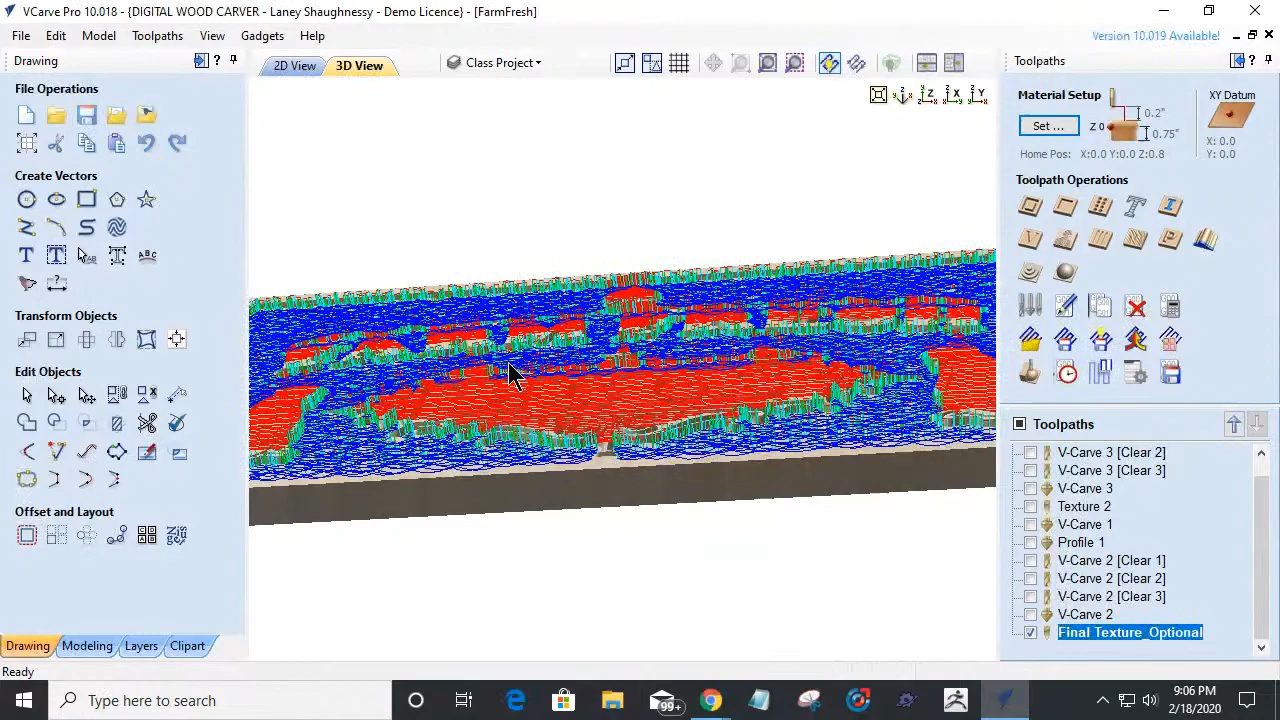 VCarve Pro 10.018 - {DIGITAL WOOD CARVER - Laney Shaughnessy - Demo Licence} - [FarmFresh]
File Edit Model Toolpaths View Gadgets Help
Version 10.019 Available!
Drawing
2D View 3D View
Class Project
Toolpaths
File Operations
Create Vectors
Transform Objects
Edit Objects
Offset and Layout
Drawing Modeling Layers Clipart
Z X Y
Material Setup
Set ...
Z 0
0.2"
0.75"
XY Datum
X: 0.0
Y: 0.0
Home Pos: X:0.0 Y:0.0 Z:0.8
Toolpath Operations
Toolpaths
V-Carve 3 [Clear 2]
V-Carve 3 [Clear 3]
V-Carve 3
Texture 2
V-Carve 1
Profile 1
V-Carve 2 [Clear 1]
V-Carve 2 [Clear 2]
V-Carve 2 [Clear 3]
V-Carve 2
Final Texture_Optional
Ready
Type here to search
99+
9:06 PM
2/18/2020